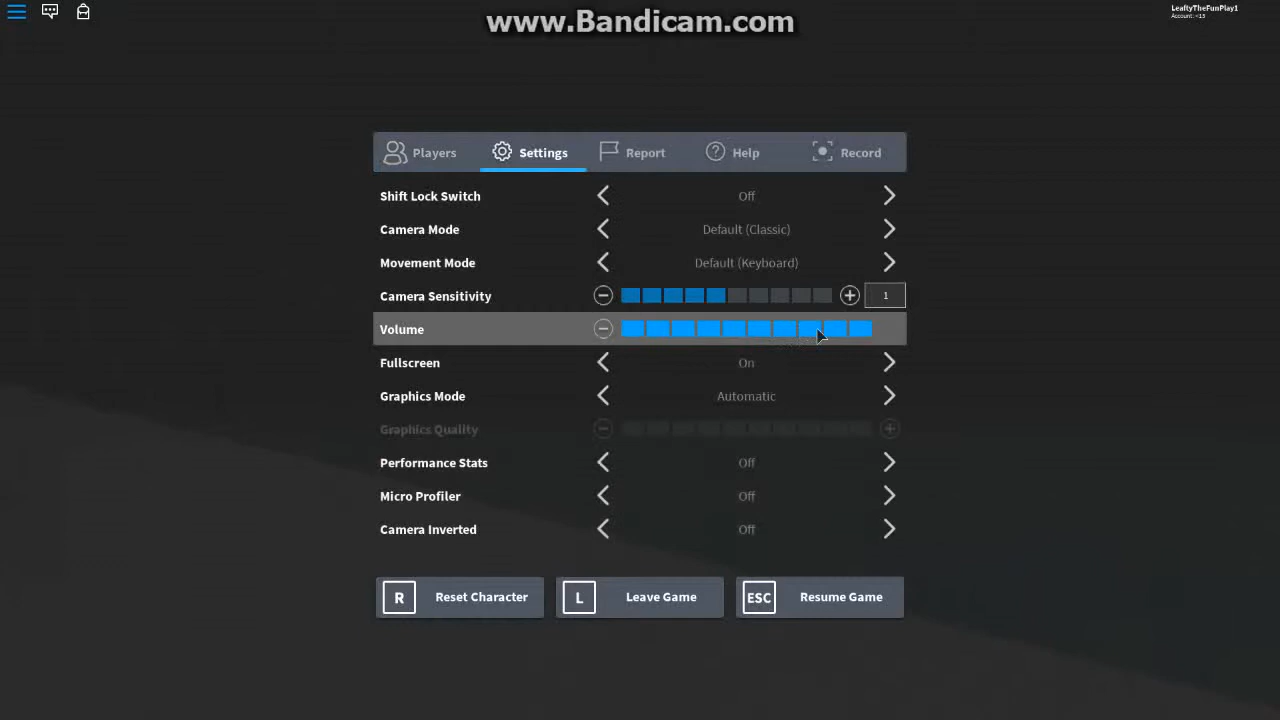 www.Bandicam.com
LeaftyTheFunPlay1
Account: <13
Players Settings Report Help Record
Shift Lock Switch Off
Camera Mode Default (Classic)
Movement Mode Default (Keyboard)
Camera Sensitivity 1
Volume
Fullscreen On
Graphics Mode Automatic
Graphics Quality
Performance Stats Off
Micro Profiler Off
Camera Inverted Off
R Reset Character L Leave Game ESC Resume Game